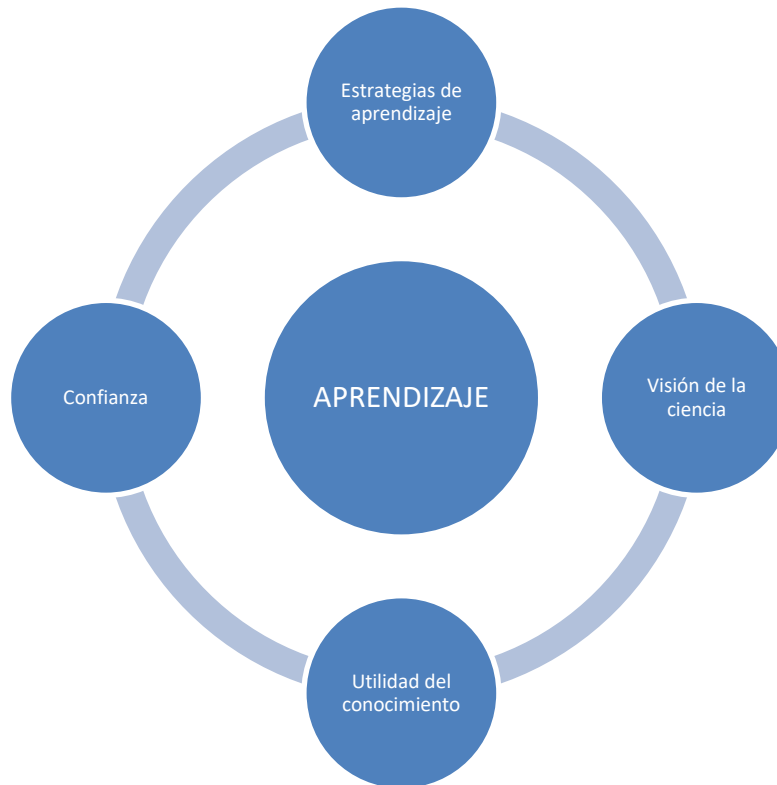 Estrategias de
aprendizaje
Confianza
APRENDIZAJE
Visión de la
ciencia
Utilidad del
conocimiento